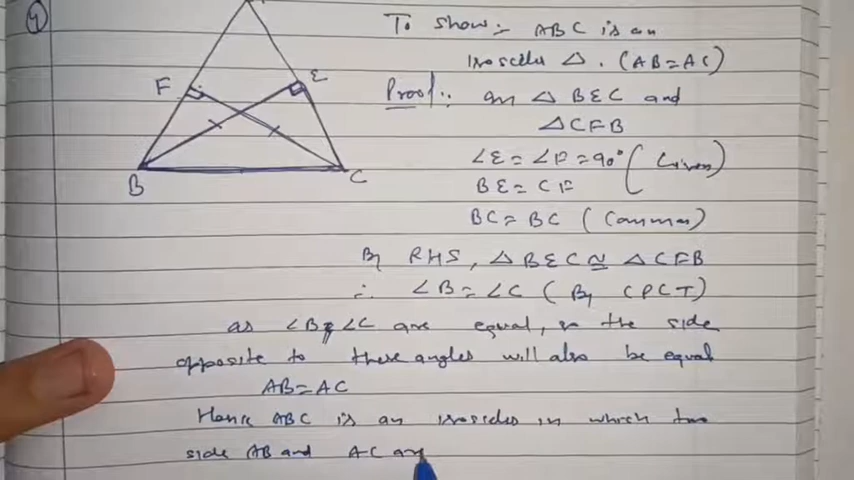 4
To show :- ABC is an
isosceles △. (AB=AC)
F
E
B
C
Proof :. In △ BEC and
△CFB
∠E = ∠F = 90° ( Given )
BE = CF
BC = BC ( Common )
By RHS, △ BEC ≅ △CFB
∴ ∠B = ∠C ( By CPCT )
as ∠B & ∠C are equal, so the side
opposite to these angles will also be equal
AB = AC
Hence ABC is an isosceles in which two
side AB and AC are